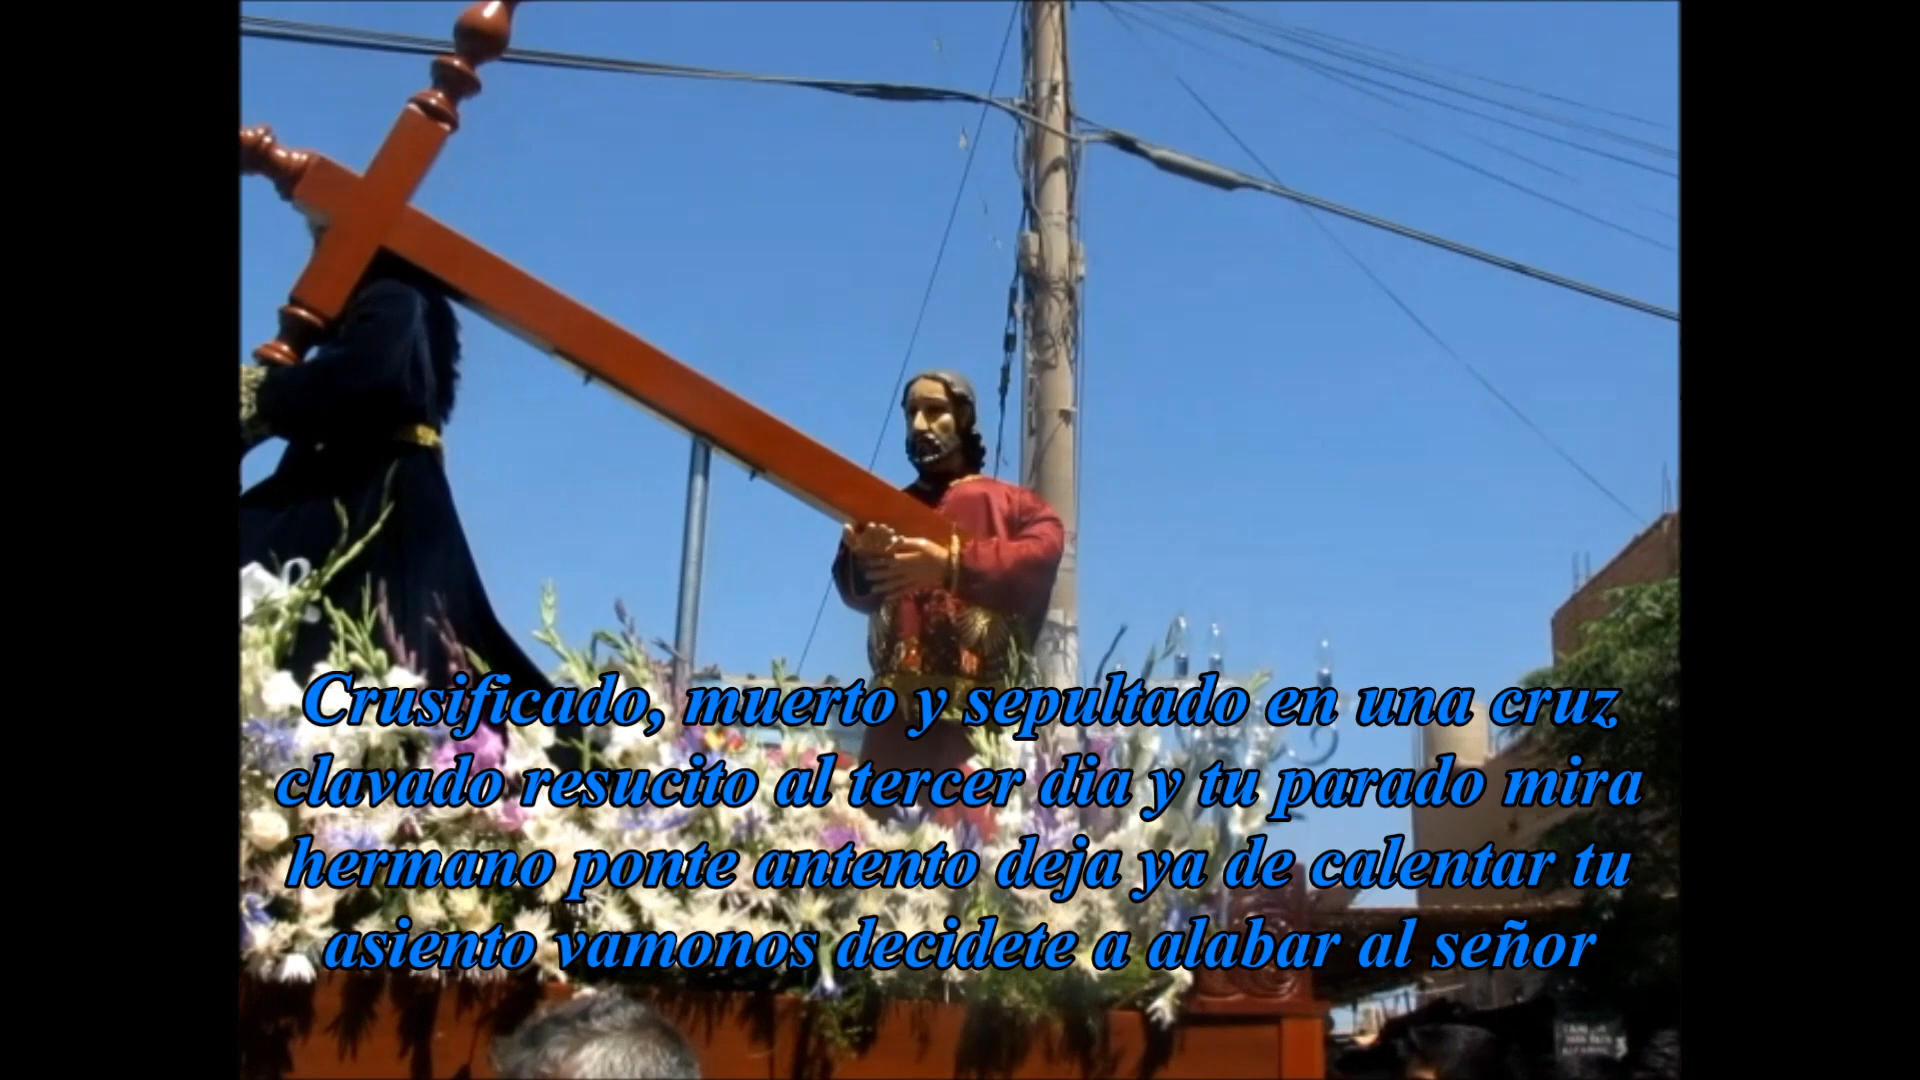 Crusificado, muerto y sepultado en una cruz
clavado resucito al tercer dia y tu parado mira
hermano ponte antento deja ya de calentar tu
asiento vamonos decidete a alabar al señor